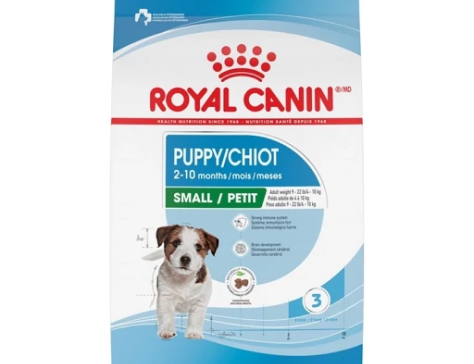 ROYAL CANIN ®/MD
HEALTH NUTRITION SINCE 1968 – NUTRITION SANTÉ DEPUIS 1968
PUPPY/CHIOT
2-10 months/mois/meses
SMALL / PETIT
Adult weight 9 - 22 lb/4 - 10 kg
Poids adulte de 4 à 10 kg
Peso adulto 9 - 22 lb/4 - 10 kg
Strong immune system
Système immunitaire fort
Sistema inmunológico fuerte
Brain development
Développement cérébral
Desarrollo cerebral
3